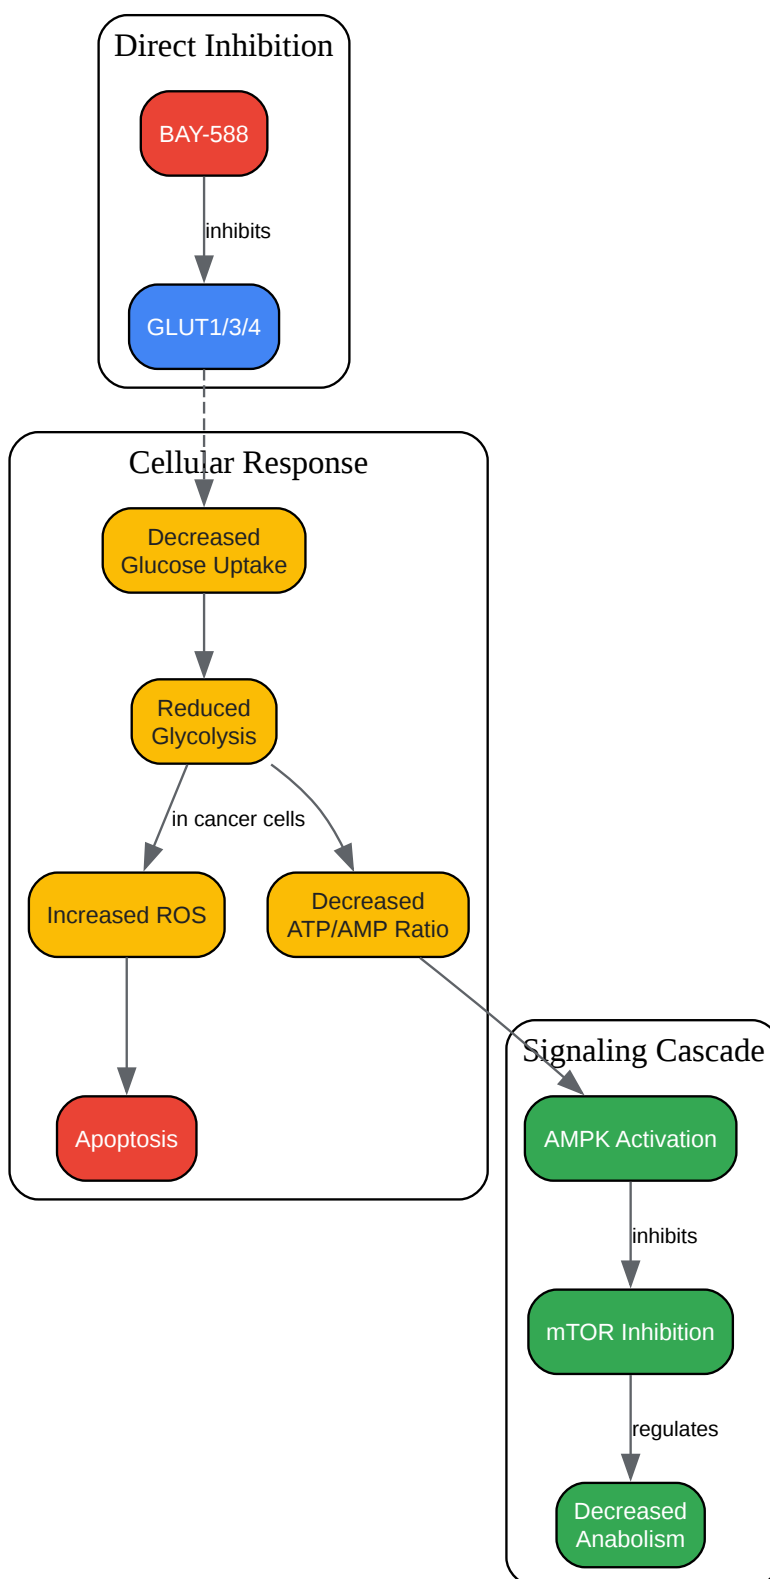 Direct Inhibition
BAY-588
inhibits
GLUT1/3/4
Cellular Response
Decreased
Glucose Uptake
Reduced
Glycolysis
in cancer cells
Increased ROS
Decreased
ATP/AMP Ratio
Apoptosis
Signaling Cascade
AMPK Activation
inhibits
mTOR Inhibition
regulates
Decreased
Anabolism